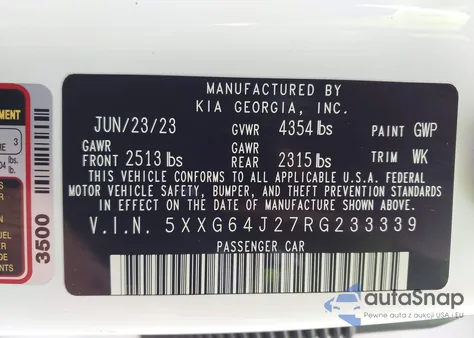 MANUFACTURED BY
KIA GEORGIA, INC.
JUN/23/23 GVWR 4354 lbs PAINT GWP
GAWR GAWR
FRONT 2513 lbs REAR 2315 lbs TRIM WK
THIS VEHICLE CONFORMS TO ALL APPLICABLE U.S.A. FEDERAL
MOTOR VEHICLE SAFETY, BUMPER, AND THEFT PREVENTION STANDARDS
IN EFFECT ON THE DATE OF MANUFACTURE SHOWN ABOVE.
V.I.N. 5XXG64J27RG233339
PASSENGER CAR
3500
3
lbs.
lb.
autoSnap
Pewne auta z aukcji USA i EU